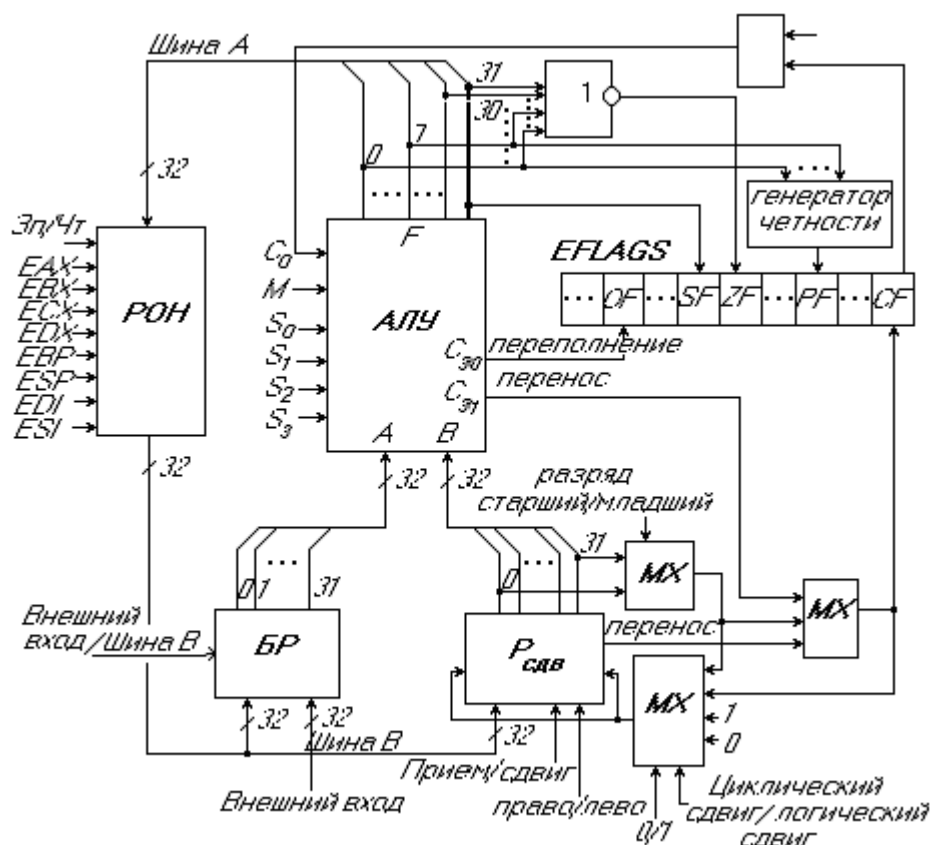 Шина А
31
30
1
7
0
32
генератор
четности
Зп/Чт
EAX
EBX
ECX
EDX
EBP
ESP
EDI
ESI
РОН
32
F
C0
M
S0
S1
S2
S3
АЛУ
C30
C31
A
B
EFLAGS
... OF ... SF ZF ... PF ... CF
переполнение
перенос
32
32
разряд
старший/младший
31
0
MX
перенос
MX
0 1
...
31
Внешний
вход/Шина В
БР
Рсдв
MX
1
0
32
32
Шина В
32
Прием/сдвиг
Внешний вход
право/лево
0/1
Циклический
сдвиг/логический
сдвиг